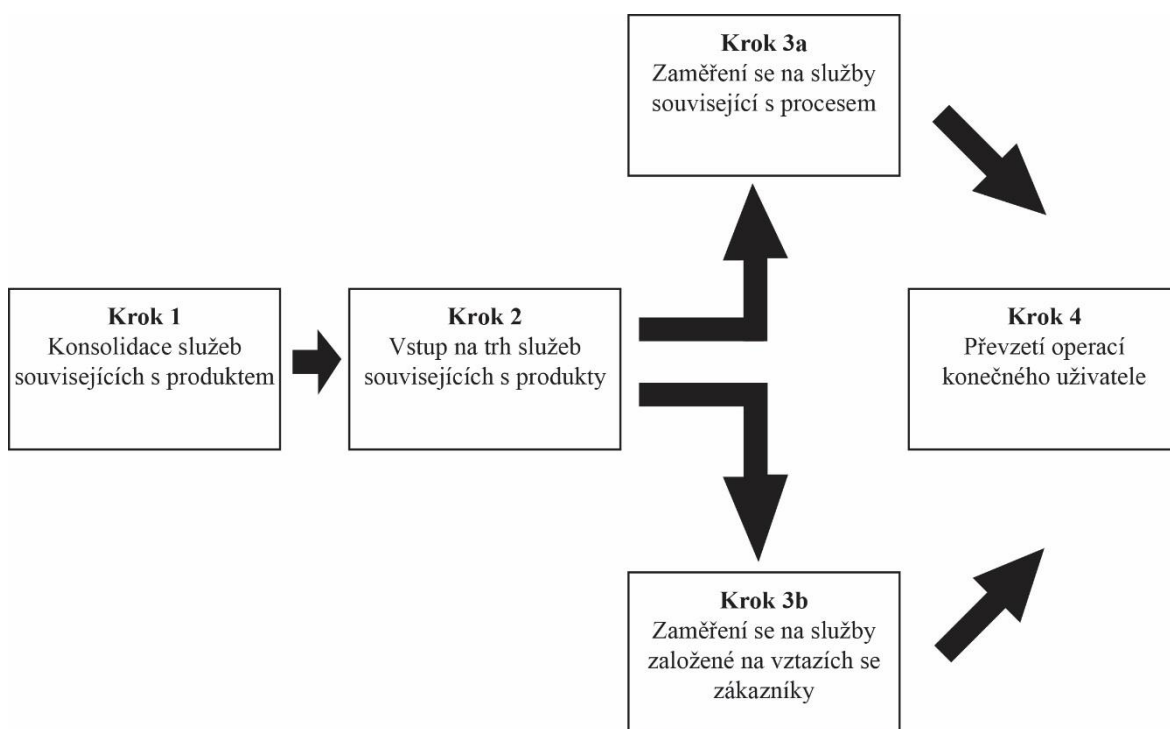 Krok 1
Konsolidace služeb
souvisejících s produktem
Krok 2
Vstup na trh služeb
souvisejících s produkty
Krok 3a
Zaměření se na služby
související s procesem
Krok 3b
Zaměření se na služby
založené na vztazích se
zákazníky
Krok 4
Převzetí operací
konečného uživatele